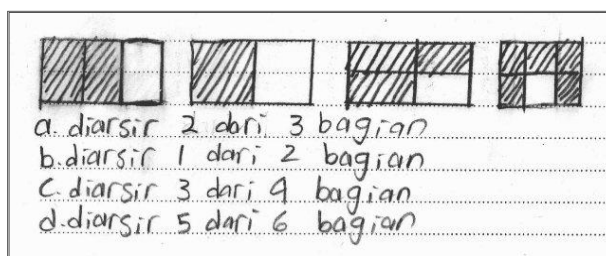 a. diarsir 2 dari 3 bagian
b. diarsir 1 dari 2 bagian
c. diarsir 3 dari 4 bagian
d. diarsir 5 dari 6 bagian